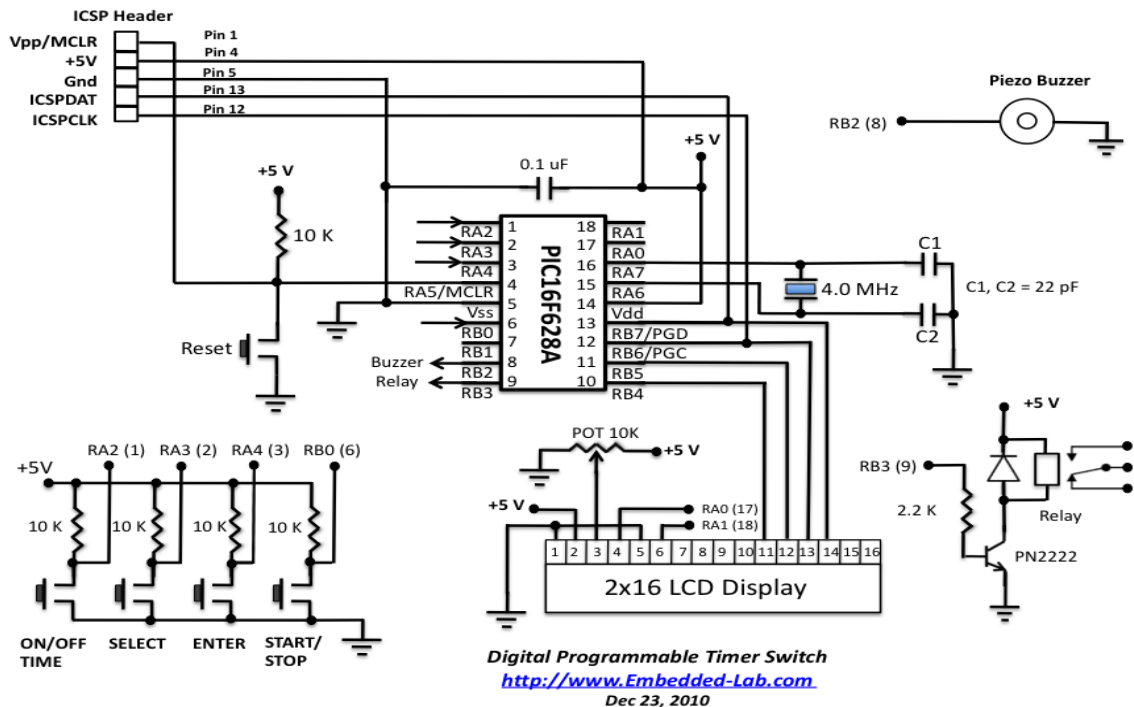 ICSP Header
Vpp/MCLR
+5V
Gnd
ICSPDAT
ICSPCLK
Pin 1
Pin 4
Pin 5
Pin 13
Pin 12
Piezo Buzzer
RB2 (8)
+5 V
0.1 uF
+5 V
10 K
Reset
PIC16F628A
1
2
3
4
5
6
7
8
9
18
17
16
15
14
13
12
11
10
RA2
RA3
RA4
RA5/MCLR
Vss
RB0
RB1
RB2
RB3
Buzzer
Relay
RA1
RA0
RA7
RA6
Vdd
RB7/PGD
RB6/PGC
RB5
RB4
4.0 MHz
C1
C2
C1, C2 = 22 pF
+5V
RA2 (1)
RA3 (2)
RA4 (3)
RB0 (6)
10 K
10 K
10 K
10 K
ON/OFF TIME
SELECT
ENTER
START/ STOP
POT 10K
+5 V
+5 V
RA0 (17)
RA1 (18)
1 2 3 4 5 6 7 8 9 10 11 12 13 14 15 16
2x16 LCD Display
+5 V
RB3 (9)
2.2 K
Relay
PN2222
Digital Programmable Timer Switch
http://www.Embedded-Lab.com
Dec 23, 2010